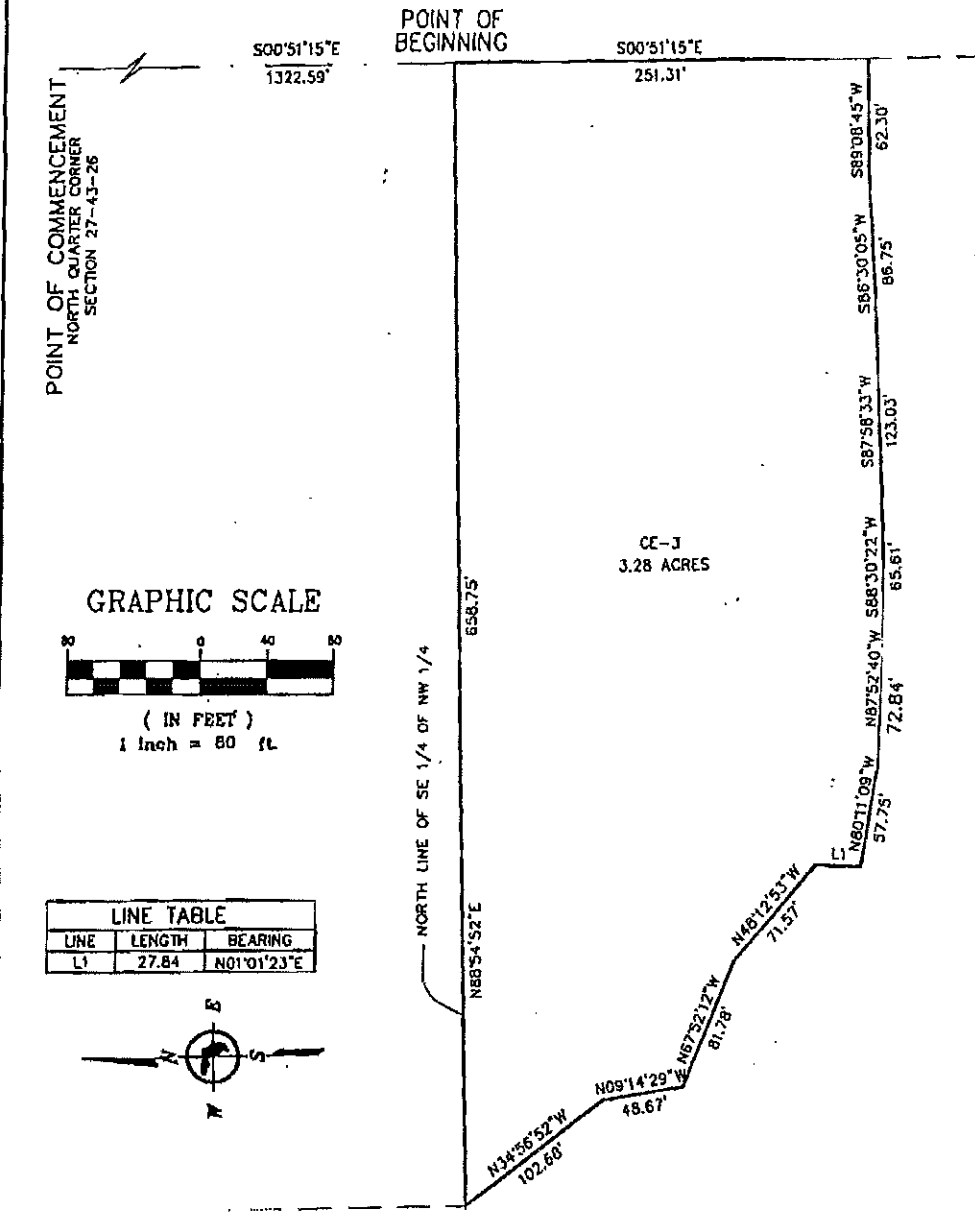 POINT OF
BEGINNING
S00°51'15"E
1322.59'
S00°51'15"E
251.31'
POINT OF COMMENCEMENT
NORTH QUARTER CORNER
SECTION 27-43-26
S89°08'45"W
62.30'
S86°30'05"W
86.75'
S87°58'33"W
123.03'
S88°30'22"W
65.61'
N87°52'40"W
72.84'
N80°11'09"W
57.75'
L1
N48°12'53"W
71.57'
N67°52'12"W
81.78'
N09°14'29"W
48.67'
N34°56'52"W
102.60'
CE-3
3.28 ACRES
658.75'
N88°54'52"E
NORTH LINE OF SE 1/4 OF NW 1/4
GRAPHIC SCALE
80 0 40 80
( IN FEET )
1 inch = 80 ft.
LINE TABLE
LINE LENGTH BEARING
L1 27.84 N01°01'23"E
E
N S
W